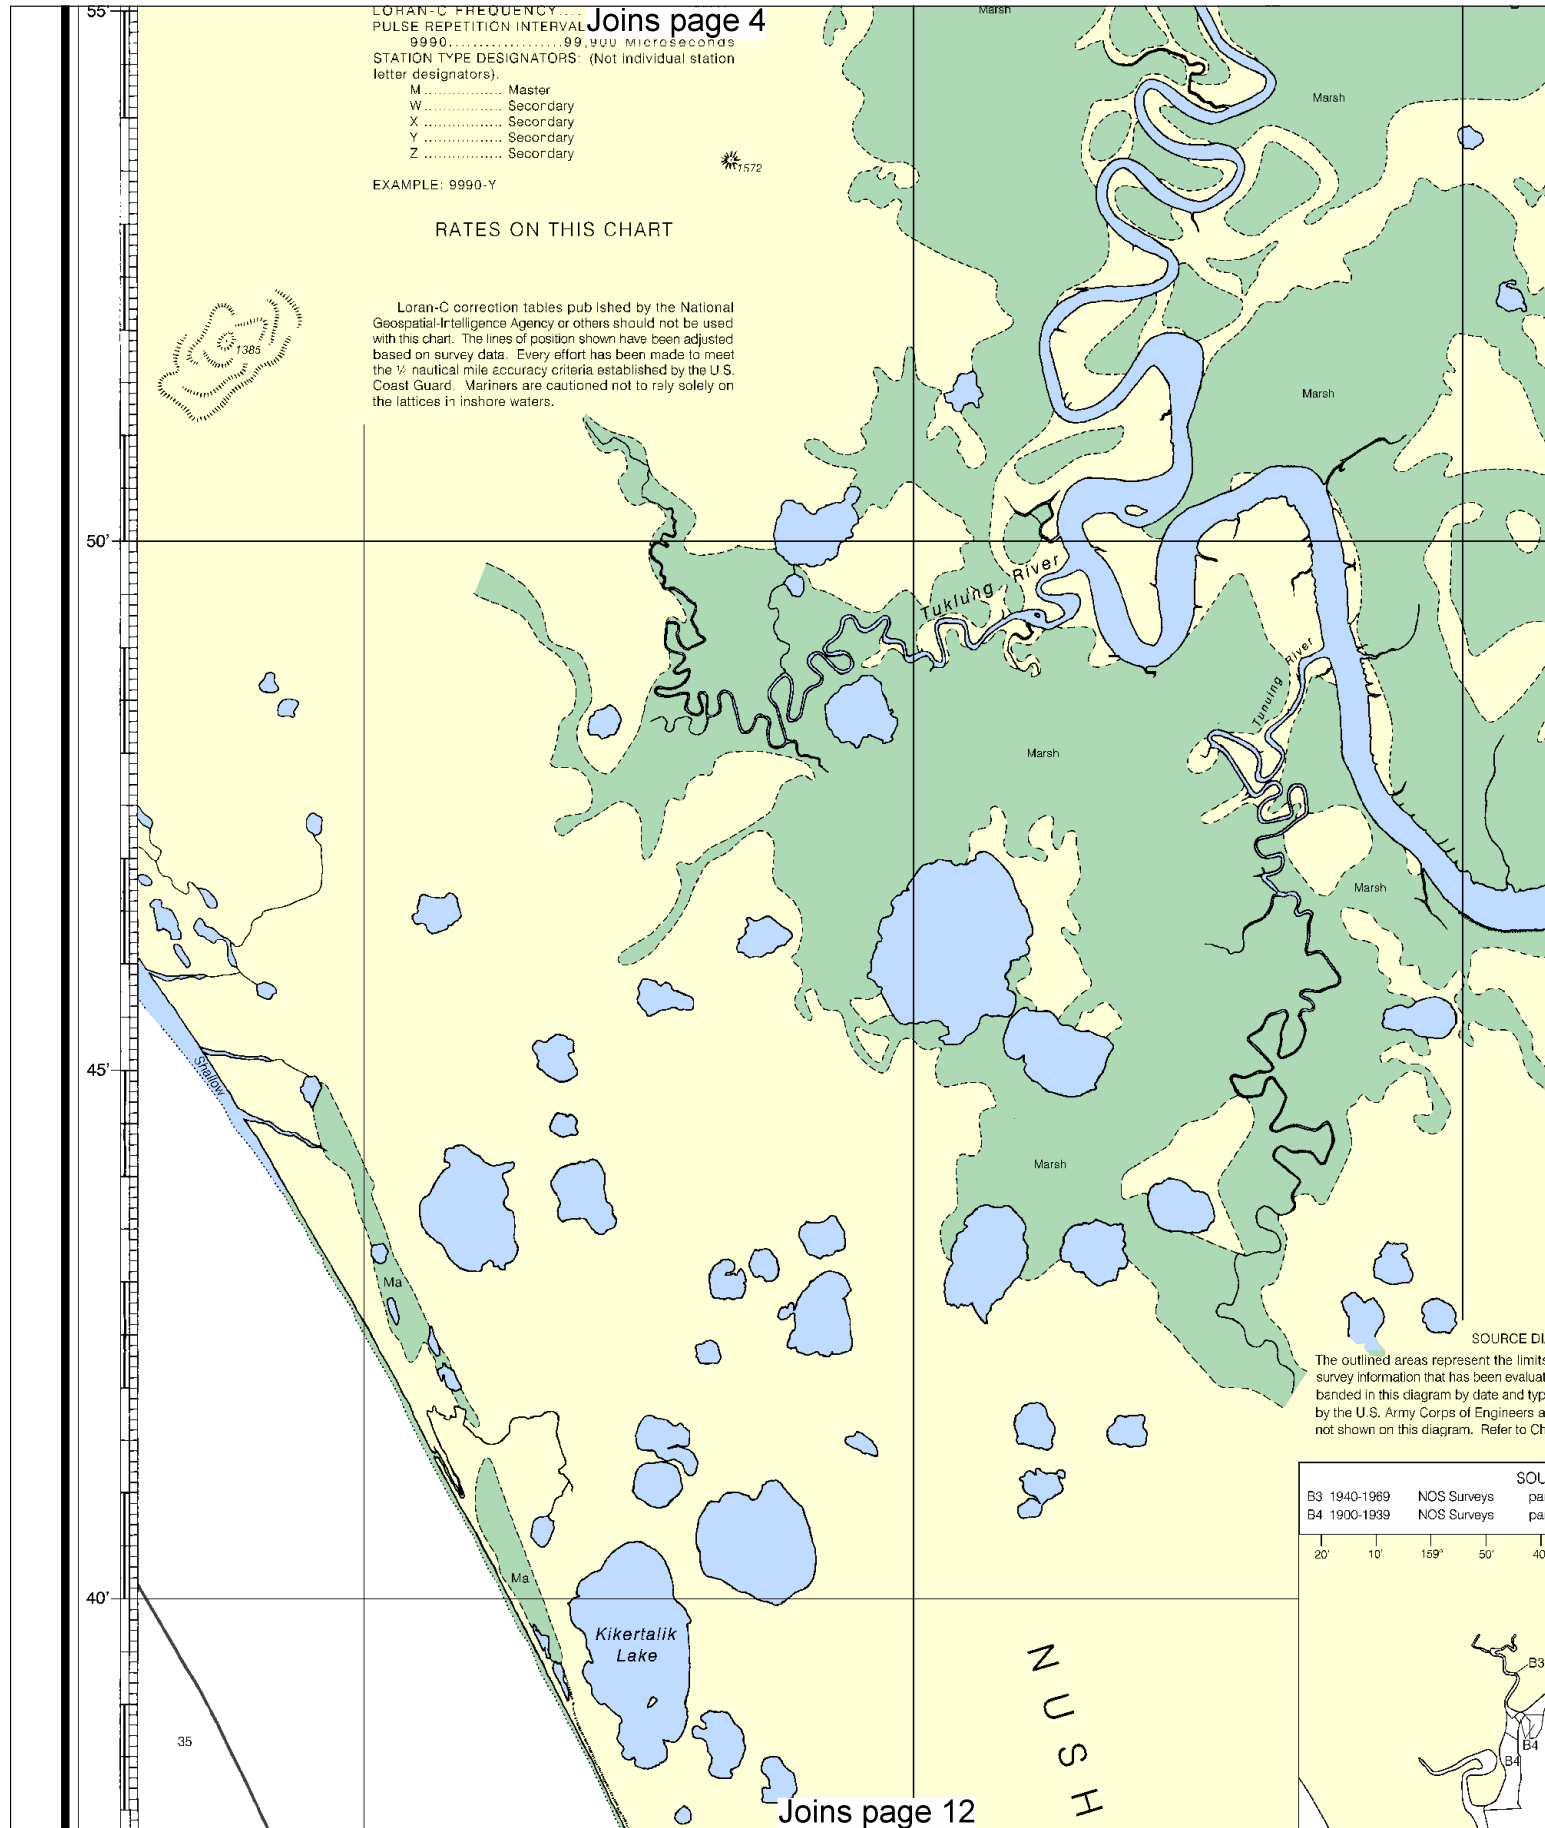 55'
LORAN-C FREQUENCY....
Joins page 4
PULSE REPETITION INTERVAL
9990...................99,900 Microseconds
STATION TYPE DESIGNATORS: (Not individual station
letter designators).
M ................. Master
W ................. Secondary
X ................. Secondary
Y ................. Secondary
Z ................. Secondary
EXAMPLE: 9990-Y
RATES ON THIS CHART
Loran-C correction tables pub ished by the National
Geospatial-Intelligence Agency or others should not be used
with this chart. The lines of position shown have been adjusted
based on survey data. Every effort has been made to meet
the ¼ nautical mile accuracy criteria established by the U.S.
Coast Guard. Mariners are cautioned not to rely solely on
the lattices in inshore waters.
1572
1385
Marsh
Marsh
Marsh
50'
Tuklung River
Tunuing River
Marsh
Marsh
45'
Shallow
Marsh
Ma
SOURCE DI
The outlined areas represent the limits
survey information that has been evaluat
banded in this diagram by date and typ
by the U.S. Army Corps of Engineers a
not shown on this diagram. Refer to Ch
SOU
B3 1940-1969 NOS Surveys pa
B4 1900-1939 NOS Surveys pa
20' 10' 159° 50' 40
Ma
40'
Kikertalik
Lake
NUSH
B3
B4
B4
35
Joins page 12